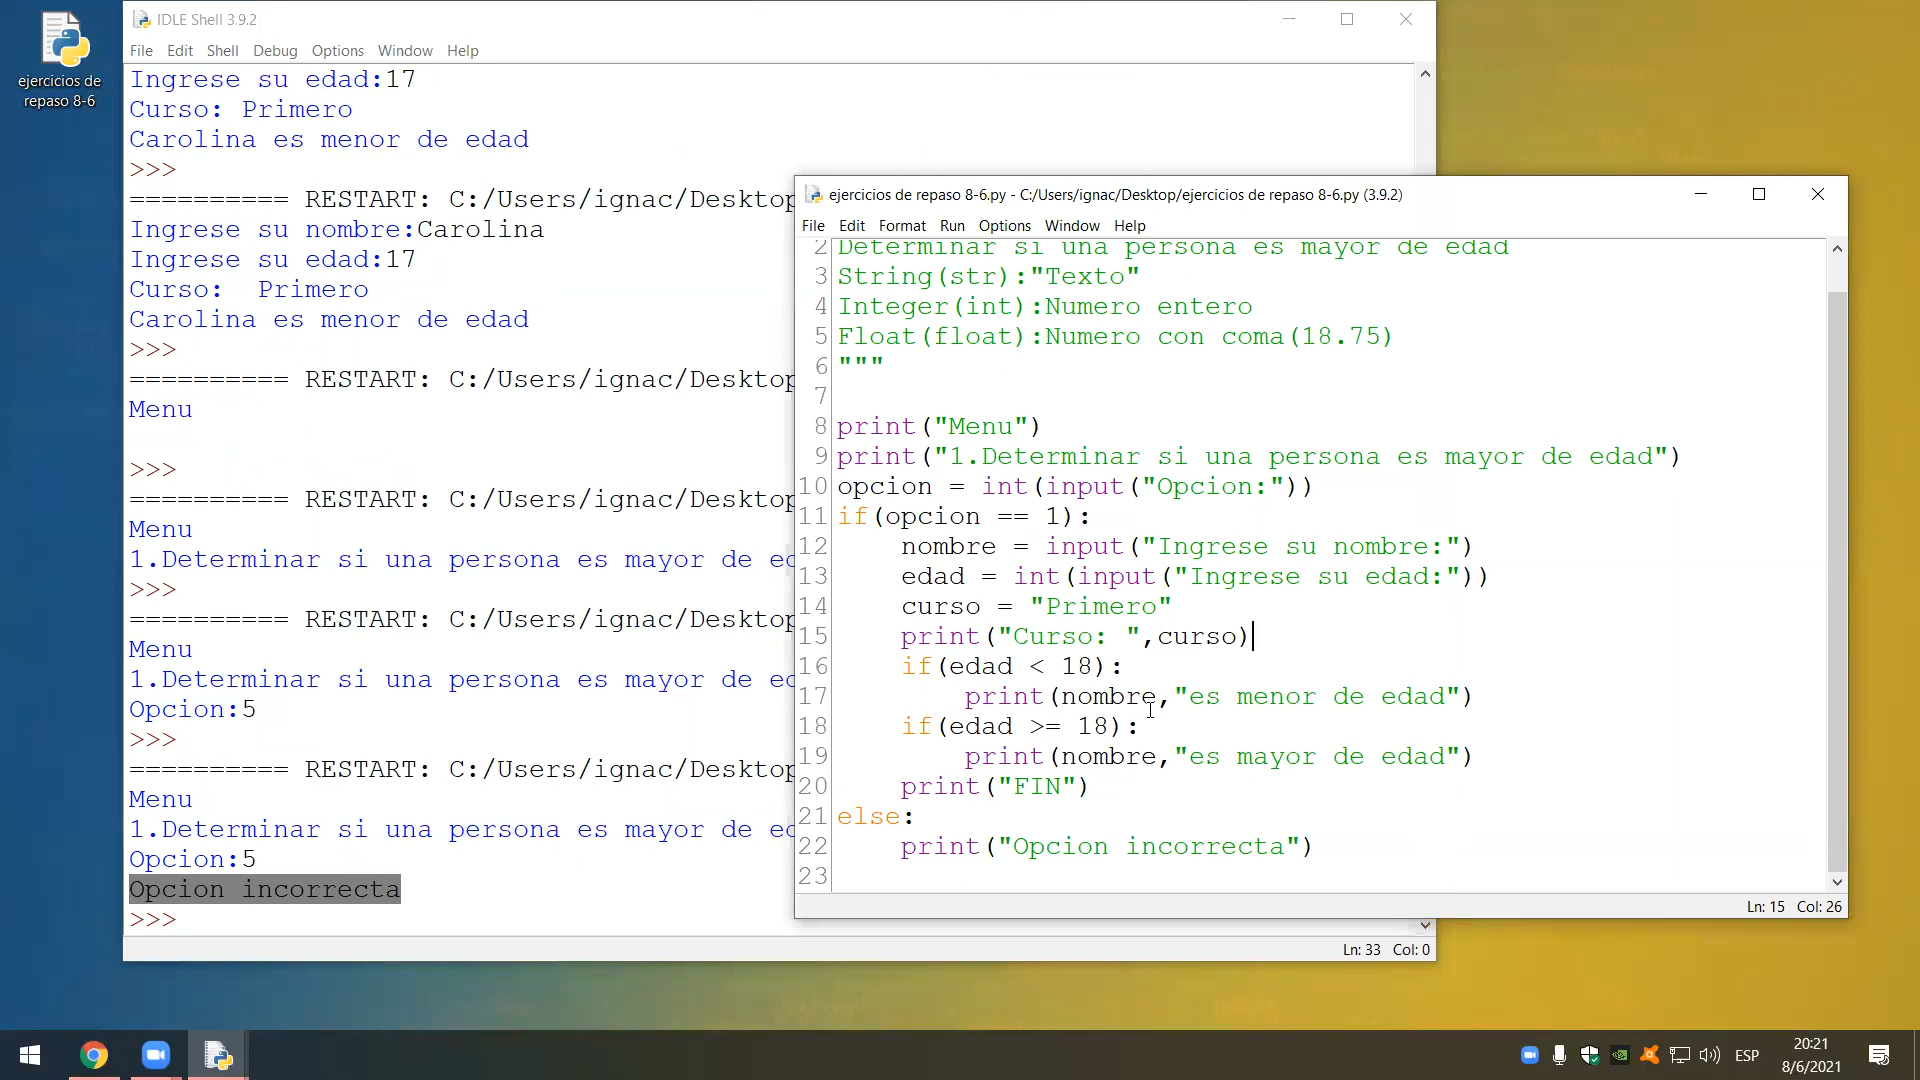 ejercicios de
repaso 8-6
IDLE Shell 3.9.2
File Edit Shell Debug Options Window Help
Ingrese su edad:17
Curso: Primero
Carolina es menor de edad
>>>
========== RESTART: C:/Users/ignac/Desktop
Ingrese su nombre:Carolina
Ingrese su edad:17
Curso:  Primero
Carolina es menor de edad
>>>
========== RESTART: C:/Users/ignac/Desktop
Menu
>>>
========== RESTART: C:/Users/ignac/Desktop
Menu
1.Determinar si una persona es mayor de ed
>>>
========== RESTART: C:/Users/ignac/Desktop
Menu
1.Determinar si una persona es mayor de ed
Opcion:5
>>>
========== RESTART: C:/Users/ignac/Desktop
Menu
1.Determinar si una persona es mayor de ed
Opcion:5
Opcion incorrecta
>>>
Ln: 33 Col: 0
ejercicios de repaso 8-6.py - C:/Users/ignac/Desktop/ejercicios de repaso 8-6.py (3.9.2)
File Edit Format Run Options Window Help
2 Determinar si una persona es mayor de edad
3 String(str):"Texto"
4 Integer(int):Numero entero
5 Float(float):Numero con coma(18.75)
6 """
7
8 print("Menu")
9 print("1.Determinar si una persona es mayor de edad")
10 opcion = int(input("Opcion:"))
11 if(opcion == 1):
12     nombre = input("Ingrese su nombre:")
13     edad = int(input("Ingrese su edad:"))
14     curso = "Primero"
15     print("Curso: ",curso)
16     if(edad < 18):
17         print(nombre,"es menor de edad")
18     if(edad >= 18):
19         print(nombre,"es mayor de edad")
20     print("FIN")
21 else:
22     print("Opcion incorrecta")
23
Ln: 15 Col: 26
ESP
20:21
8/6/2021